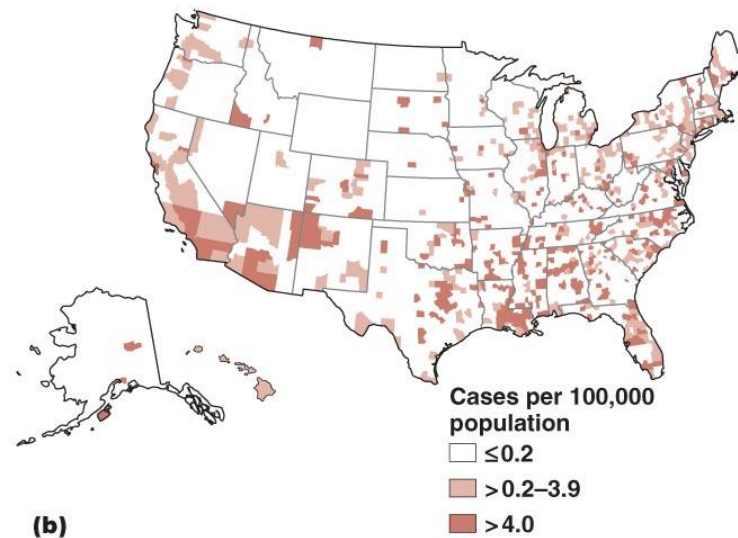 Cases per 100,000
population
≤0.2
>0.2–3.9
>4.0
(b)